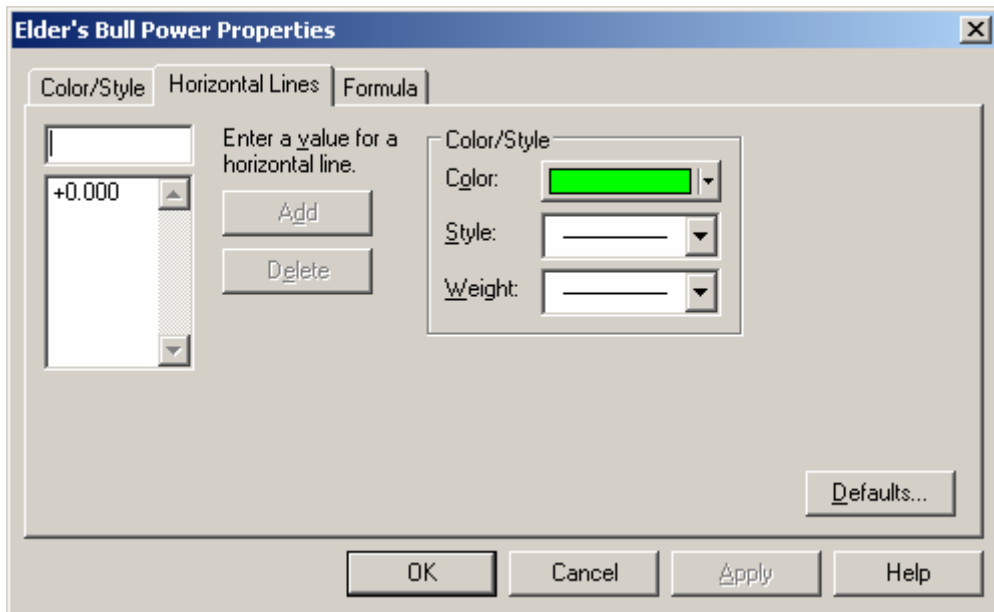 Elder's Bull Power Properties
Color/Style
Horizontal Lines
Formula
Enter a value for a
horizontal line.
+0.000
Add
Delete
Color/Style
Color:
Style:
Weight:
Defaults...
OK
Cancel
Apply
Help